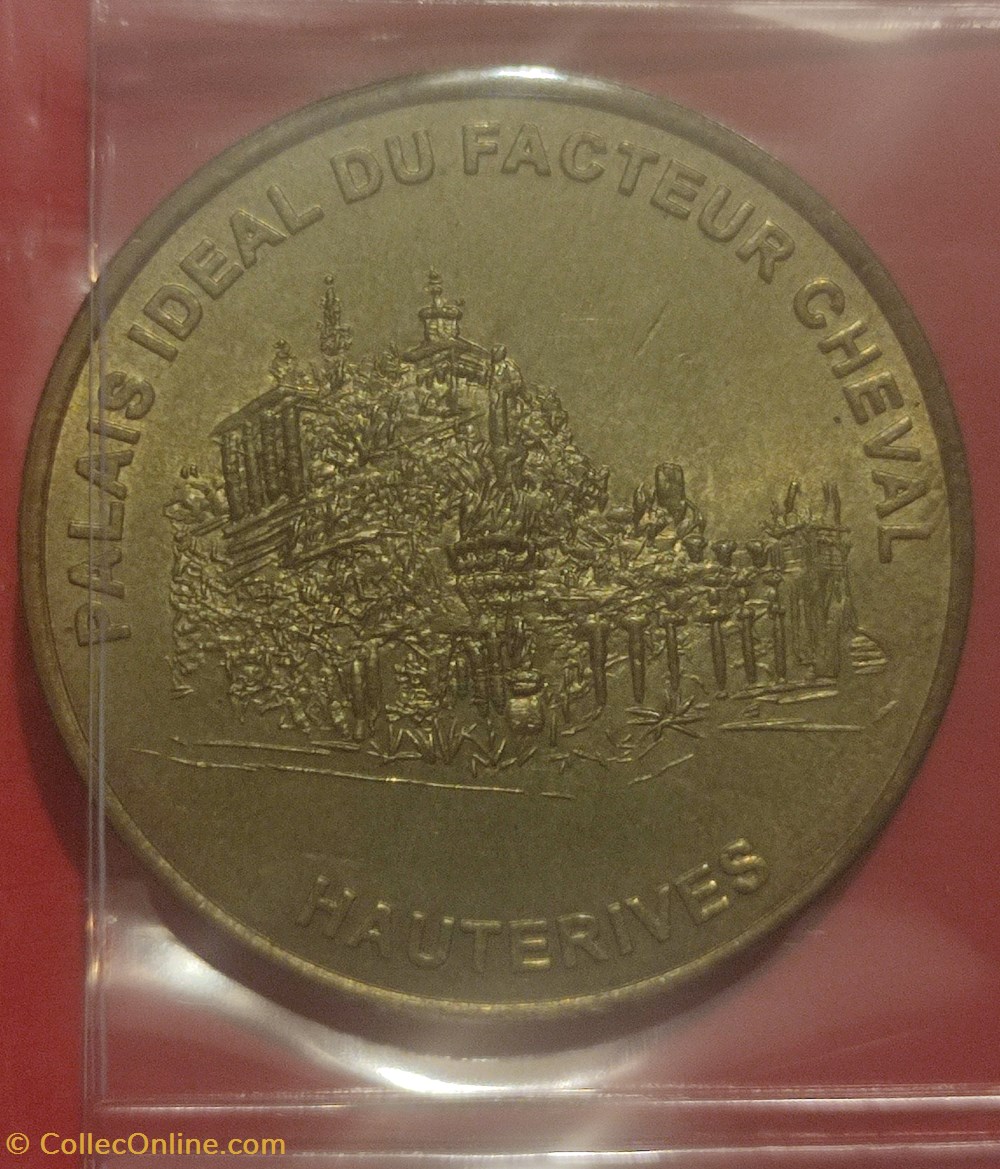 PALAIS IDEAL DU FACTEUR CHEVAL
HAUTERIVES
© CollecOnline.com